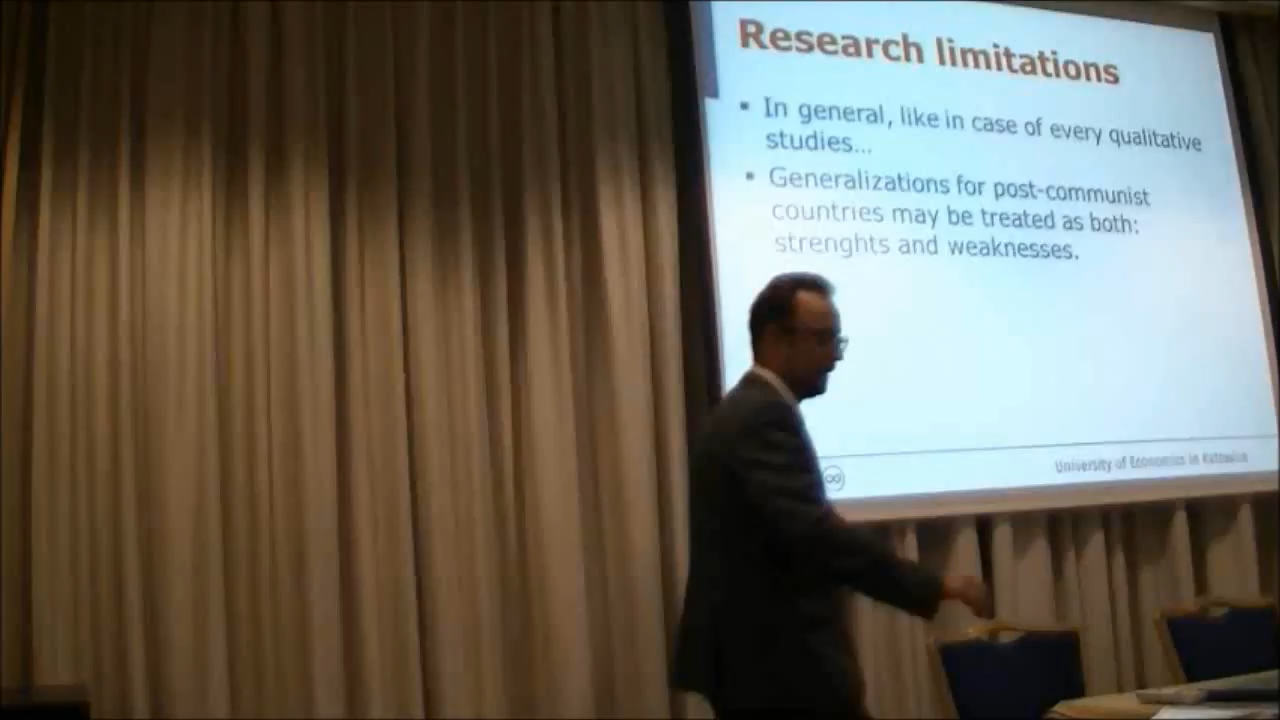 Research limitations
▪ In general, like in case of every qualitative
studies...
▪ Generalizations for post-communist
countries may be treated as both:
strenghts and weaknesses.
University of Economics in Katowice